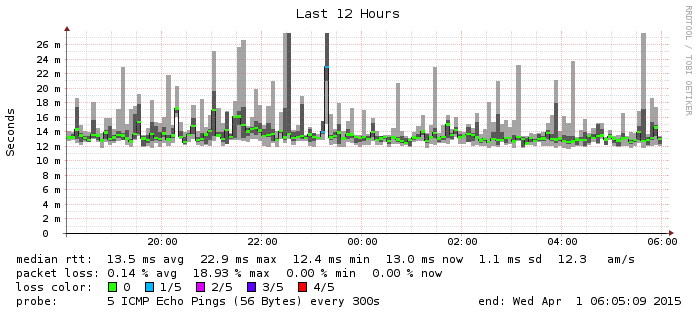 Last 12 Hours
RRDTOOL / TOBI OETIKER
Seconds
26 m
24 m
22 m
20 m
18 m
16 m
14 m
12 m
10 m
8 m
6 m
4 m
2 m
0
20:00 22:00 00:00 02:00 04:00 06:00
median rtt: 13.5 ms avg 22.9 ms max 12.4 ms min 13.0 ms now 1.1 ms sd 12.3 am/s
packet loss: 0.14 % avg 18.93 % max 0.00 % min 0.00 % now
loss color: 0 1/5 2/5 3/5 4/5
probe: 5 ICMP Echo Pings (56 Bytes) every 300s end: Wed Apr 1 06:05:09 2015